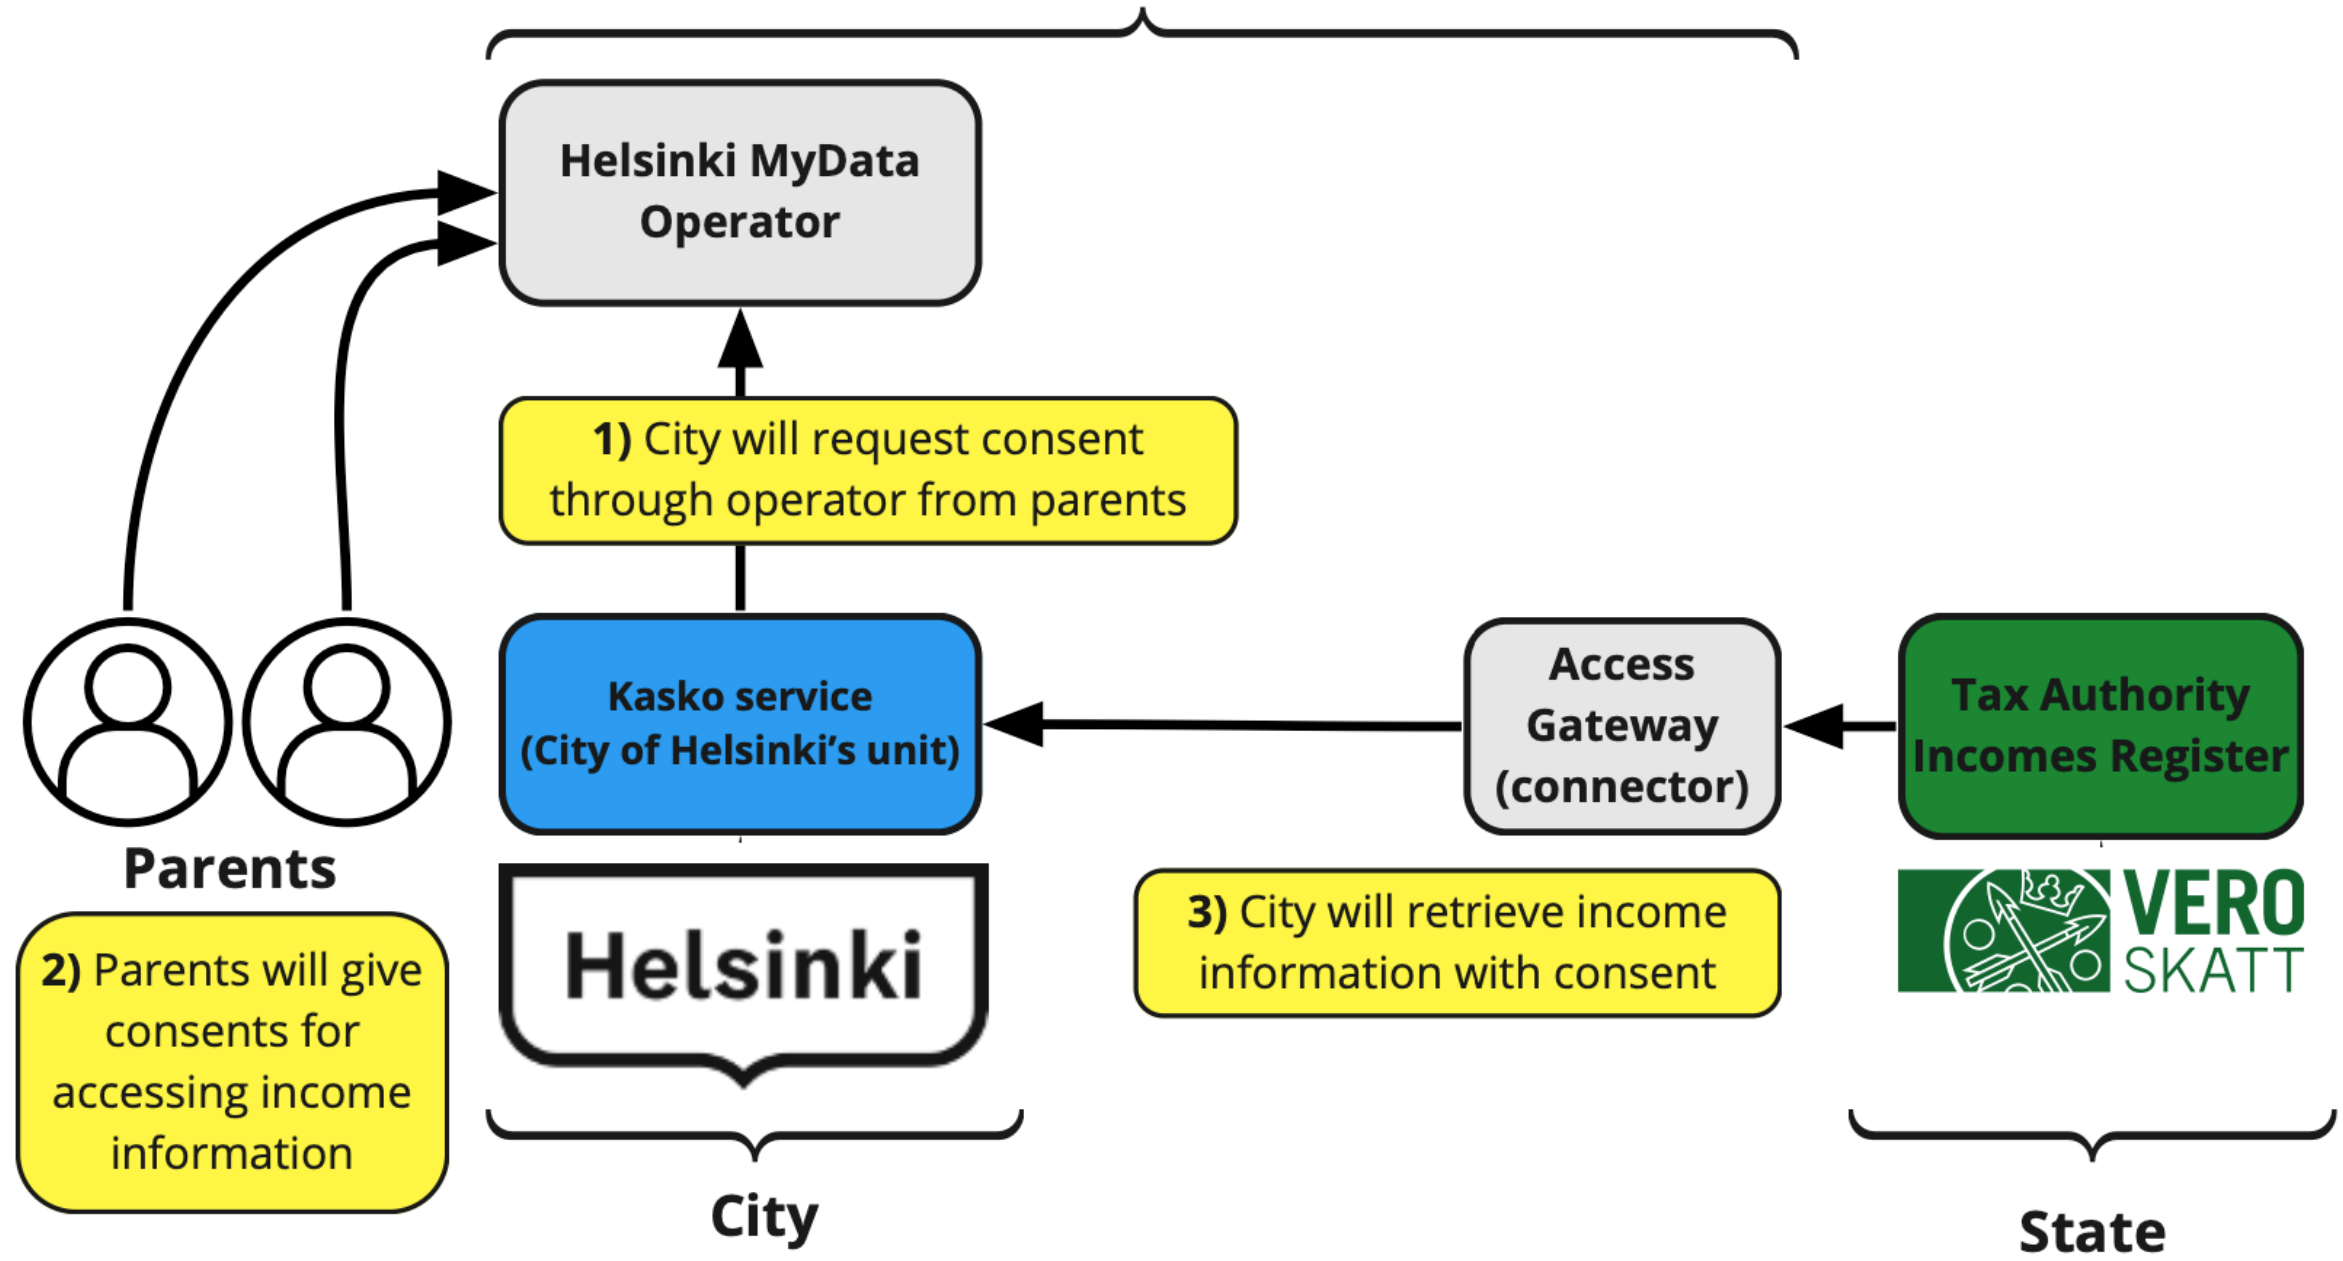 Helsinki MyData
Operator
1) City will request consent
through operator from parents
Kasko service
(City of Helsinki's unit)
Access
Gateway
(connector)
Tax Authority
Incomes Register
Parents
2) Parents will give
consents for
accessing income
information
Helsinki
3) City will retrieve income
information with consent
VERO
SKATT
City
State